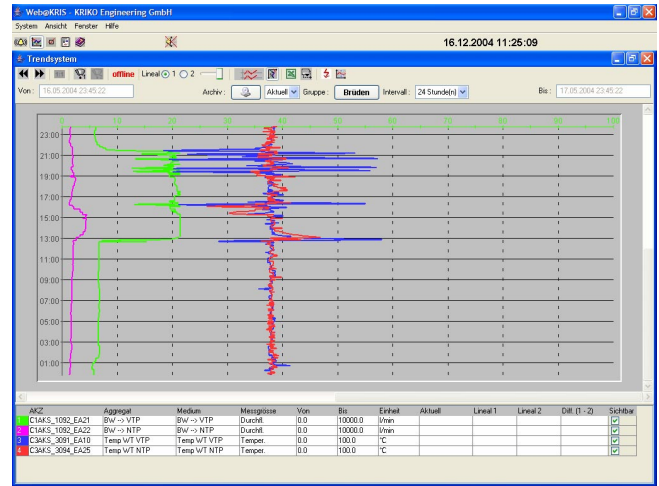 Web@KRIS - KRIKO Engineering GmbH
System Ansicht Fenster Hilfe
16.12.2004 11:25:09
Trendsystem
offline Lineal 1 2
Von : 16.05.2004 23:45:22 Archiv : Aktuell Gruppe : Brüden Intervall : 24 Stunde(n) Bis : 17.05.2004 23:45:22
0 10 20 30 40 50 60 70 80 90 100
23:00
21:00
19:00
17:00
15:00
13:00
11:00
09:00
07:00
05:00
03:00
01:00
AKZ Aggregat Medium Messgrösse Von Bis Einheit Aktuell Lineal 1 Lineal 2 Diff. (1 - 2) Sichtbar
1 C1AKS_1092_EA21 BW -> VTP BW -> VTP Durchfl. 0.0 10000.0 l/min
2 C1AKS_1092_EA22 BW -> NTP BW -> NTP Durchfl. 0.0 10000.0 l/min
3 C3AKS_3091_EA10 Temp WT VTP Temp WT VTP Temper. 0.0 100.0 °C
4 C3AKS_3094_EA25 Temp WT NTP Temp WT NTP Temper. 0.0 100.0 °C